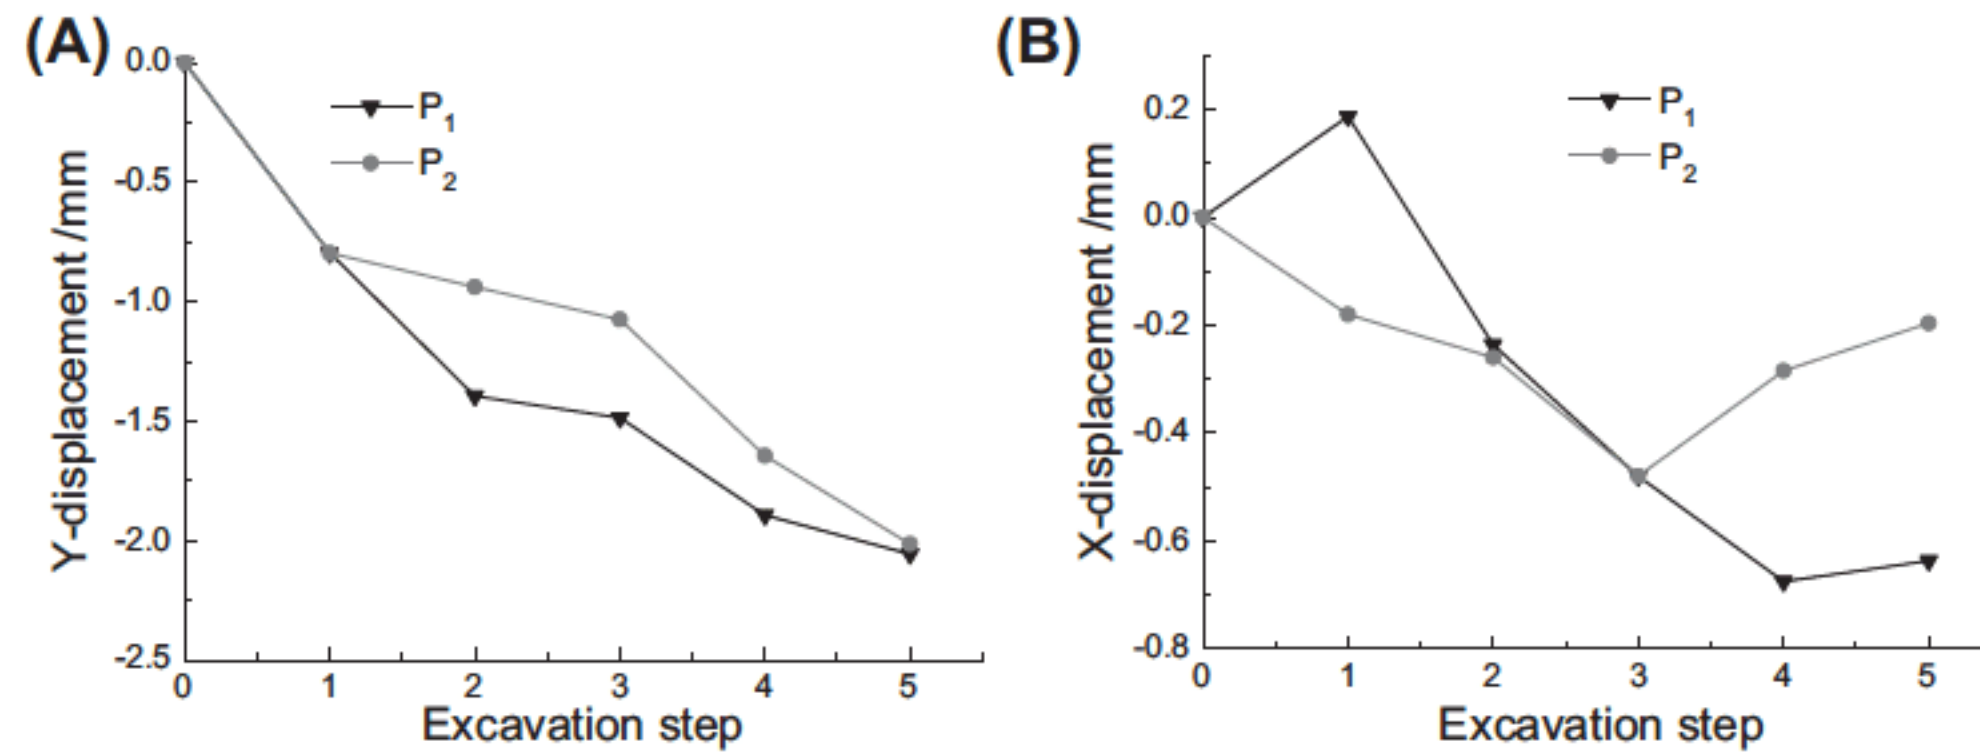 (A)
0.0
-0.5
-1.0
-1.5
-2.0
-2.5
Y-displacement /mm
P1
P2
0 1 2 3 4 5
Excavation step
(B)
0.2
0.0
-0.2
-0.4
-0.6
-0.8
X-displacement /mm
P1
P2
0 1 2 3 4 5
Excavation step